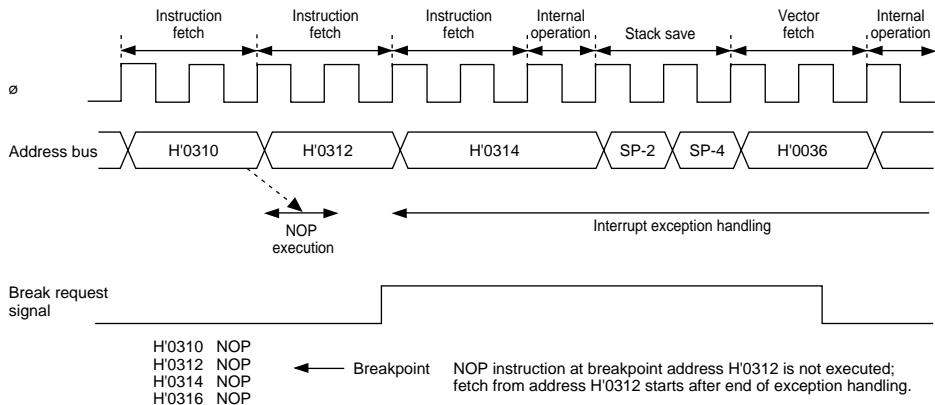 Instruction fetch
Instruction fetch
Instruction fetch
Internal operation
Stack save
Vector fetch
Internal operation
ø
Address bus
H'0310
H'0312
H'0314
SP-2
SP-4
H'0036
NOP execution
Interrupt exception handling
Break request signal
H'0310 NOP
H'0312 NOP
H'0314 NOP
H'0316 NOP
Breakpoint
NOP instruction at breakpoint address H'0312 is not executed;
fetch from address H'0312 starts after end of exception handling.